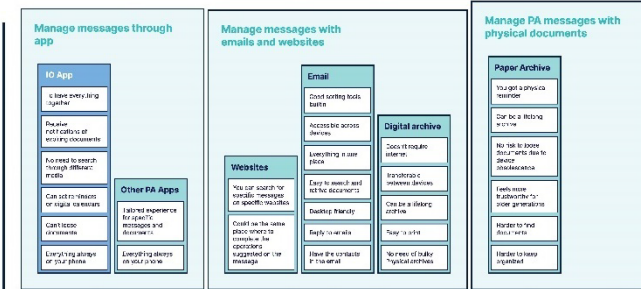 Manage messages through
app
IO App
To have everything
together
Receive
notifications of
expiring documents
No need to search
through different
media
Can set reminders
on digital calendars
Can't loose
documents
Everything always
on your phone
Other PA Apps
Tailored experience
for specific
messages and
documents
Everything always
on your phone
Manage messages with
emails and websites
Websites
You can search for
specific messages
on specific websites
Could be the same
place where to
complete the
operations
suggested on the
message
Email
Good sorting tools
built in
Accessible across
devices
Everything in one
place
Easy to search and
retrive documents
Desktop friendly
Reply to emails
Have the contacts
in the email
Digital archive
Doesn't require
internet
Transferable
between devices
Can be a lifelong
archive
Easy to print
No need of bulky
Physical archives
Manage PA messages with
physical documents
Paper Archive
You got a physical
reminder
Can be a lifelong
archive
No risk to loose
documents due to
device
obsolescence
Feels more
trustworthy for
older generations
Harder to find
documents
Harder to keep
organized